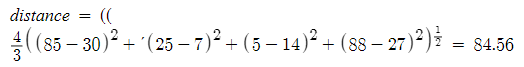 distance = ((
4/3((85 − 30)² + ´(25 − 7)² + (5 − 14)² + (88 − 27)²)^½ = 84.56